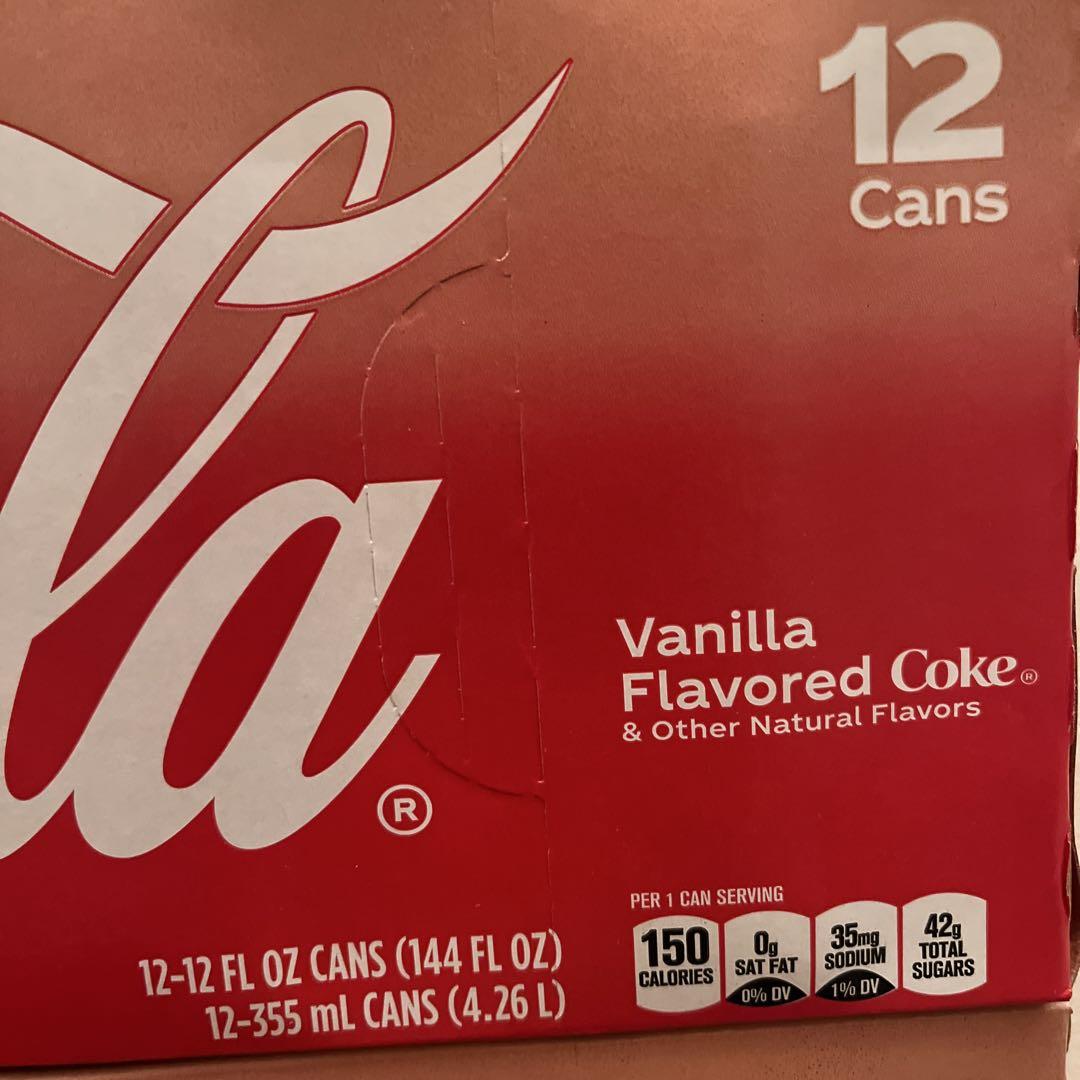 la®
12
Cans
Vanilla
Flavored Coke®
& Other Natural Flavors
PER 1 CAN SERVING
150
CALORIES
0g
SAT FAT
0% DV
35mg
SODIUM
1% DV
42g
TOTAL
SUGARS
12-12 FL OZ CANS (144 FL OZ)
12-355 mL CANS (4.26 L)